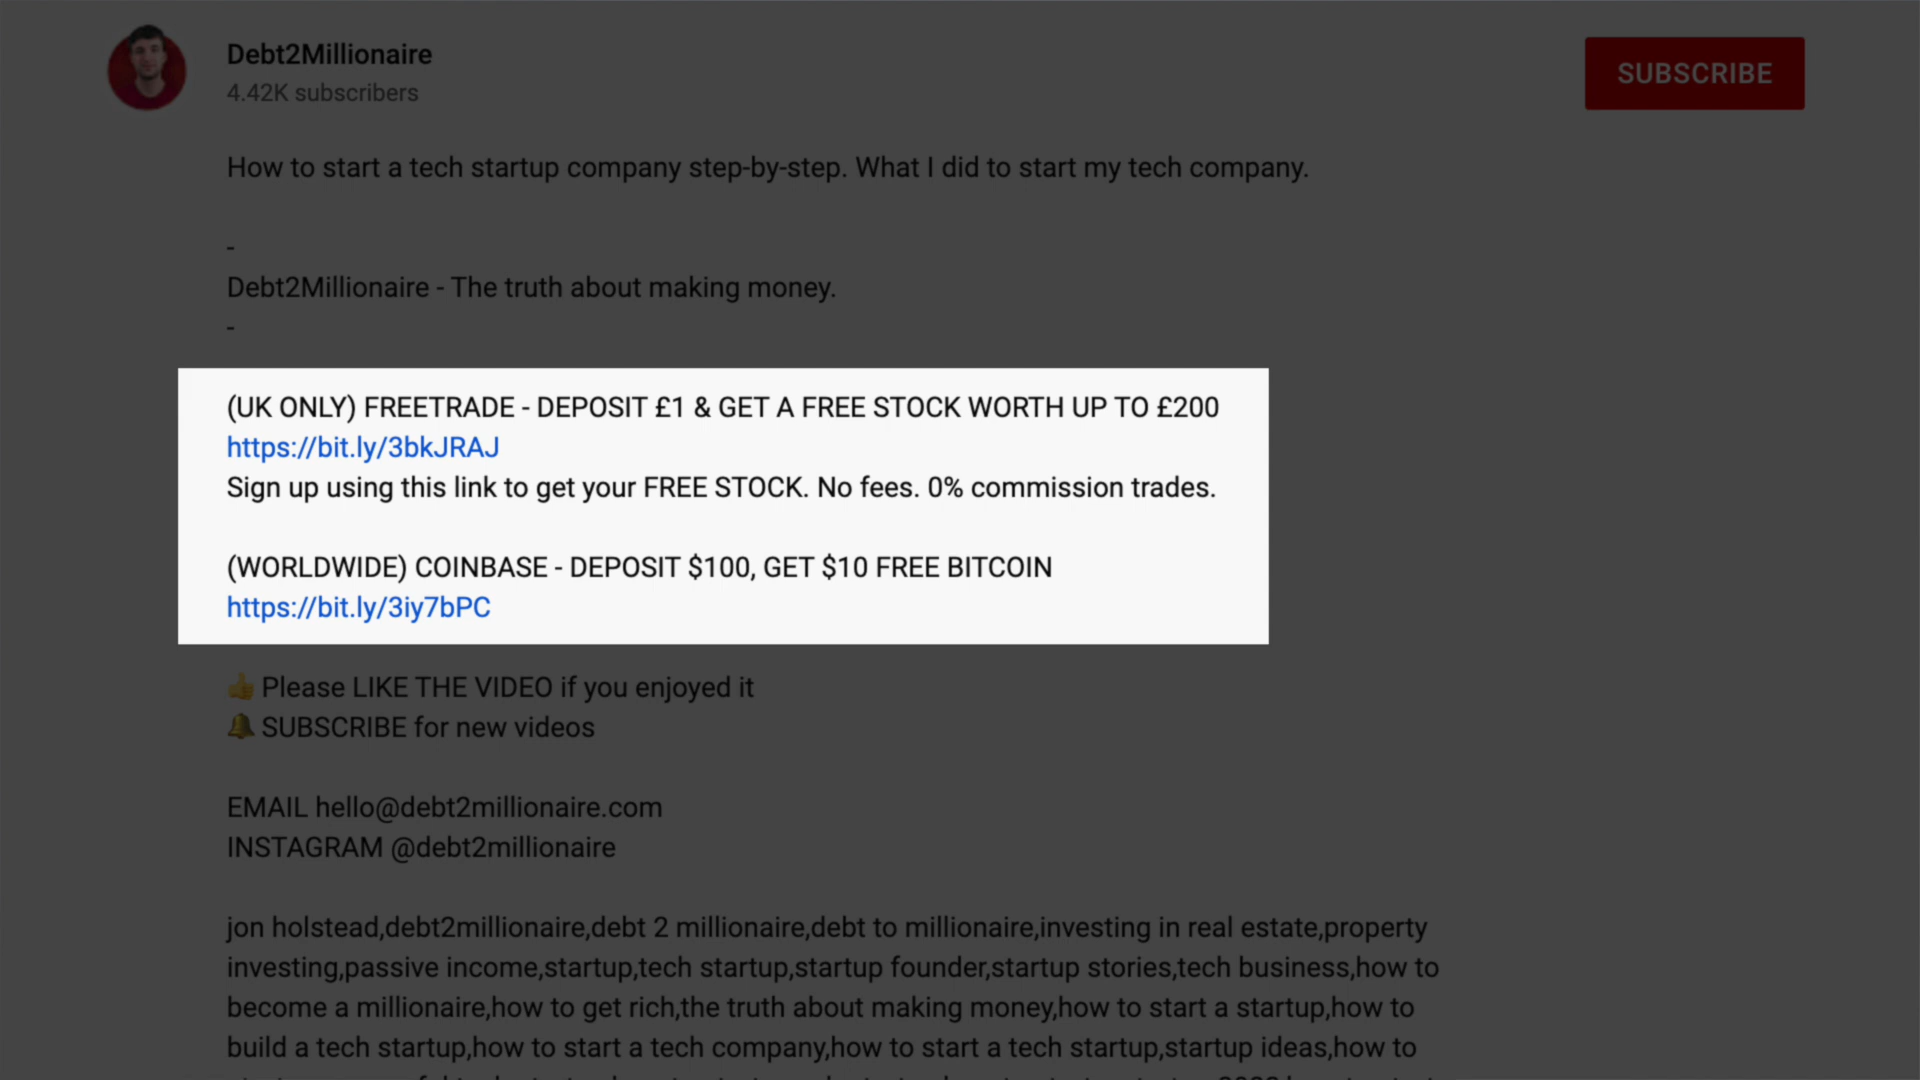 Debt2Millionaire
4.42K subscribers
SUBSCRIBE
How to start a tech startup company step-by-step. What I did to start my tech company.
-
Debt2Millionaire - The truth about making money.
-
(UK ONLY) FREETRADE - DEPOSIT £1 & GET A FREE STOCK WORTH UP TO £200
https://bit.ly/3bkJRAJ
Sign up using this link to get your FREE STOCK. No fees. 0% commission trades.
(WORLDWIDE) COINBASE - DEPOSIT $100, GET $10 FREE BITCOIN
https://bit.ly/3iy7bPC
👍 Please LIKE THE VIDEO if you enjoyed it
🔔 SUBSCRIBE for new videos
EMAIL hello@debt2millionaire.com
INSTAGRAM @debt2millionaire
jon holstead,debt2millionaire,debt 2 millionaire,debt to millionaire,investing in real estate,property
investing,passive income,startup,tech startup,startup founder,startup stories,tech business,how to
become a millionaire,how to get rich,the truth about making money,how to start a startup,how to
build a tech startup,how to start a tech company,how to start a tech startup,startup ideas,how to